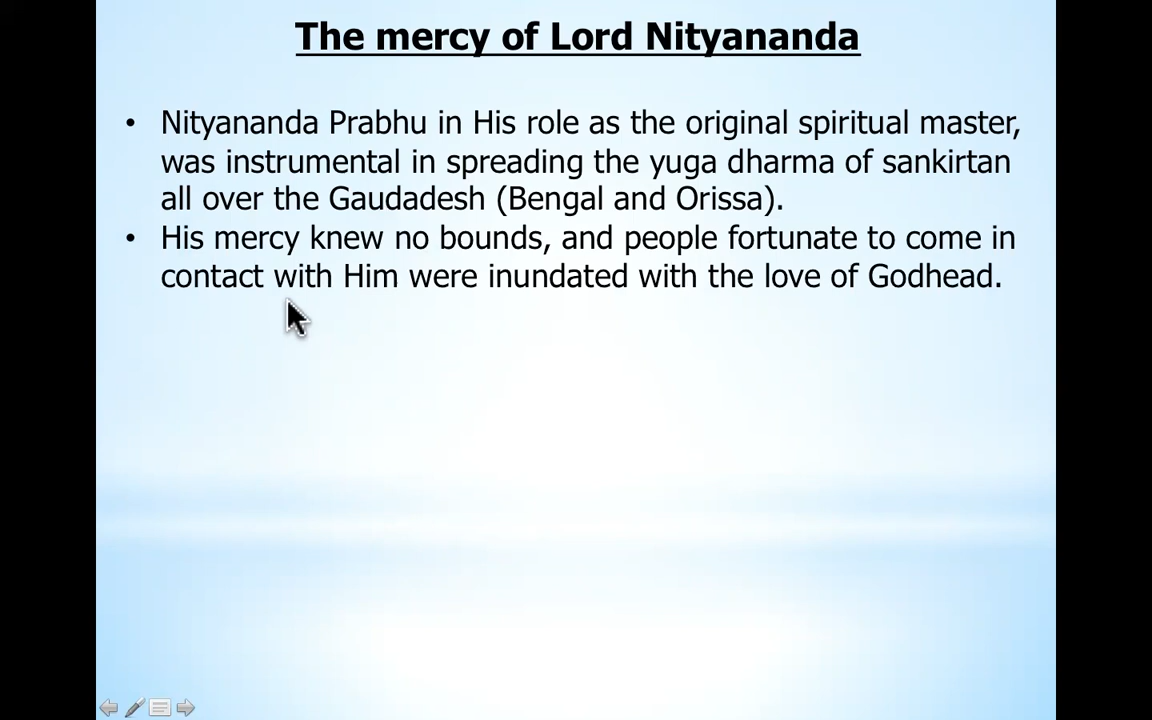 The mercy of Lord Nityananda
• Nityananda Prabhu in His role as the original spiritual master,
was instrumental in spreading the yuga dharma of sankirtan
all over the Gaudadesh (Bengal and Orissa).
• His mercy knew no bounds, and people fortunate to come in
contact with Him were inundated with the love of Godhead.